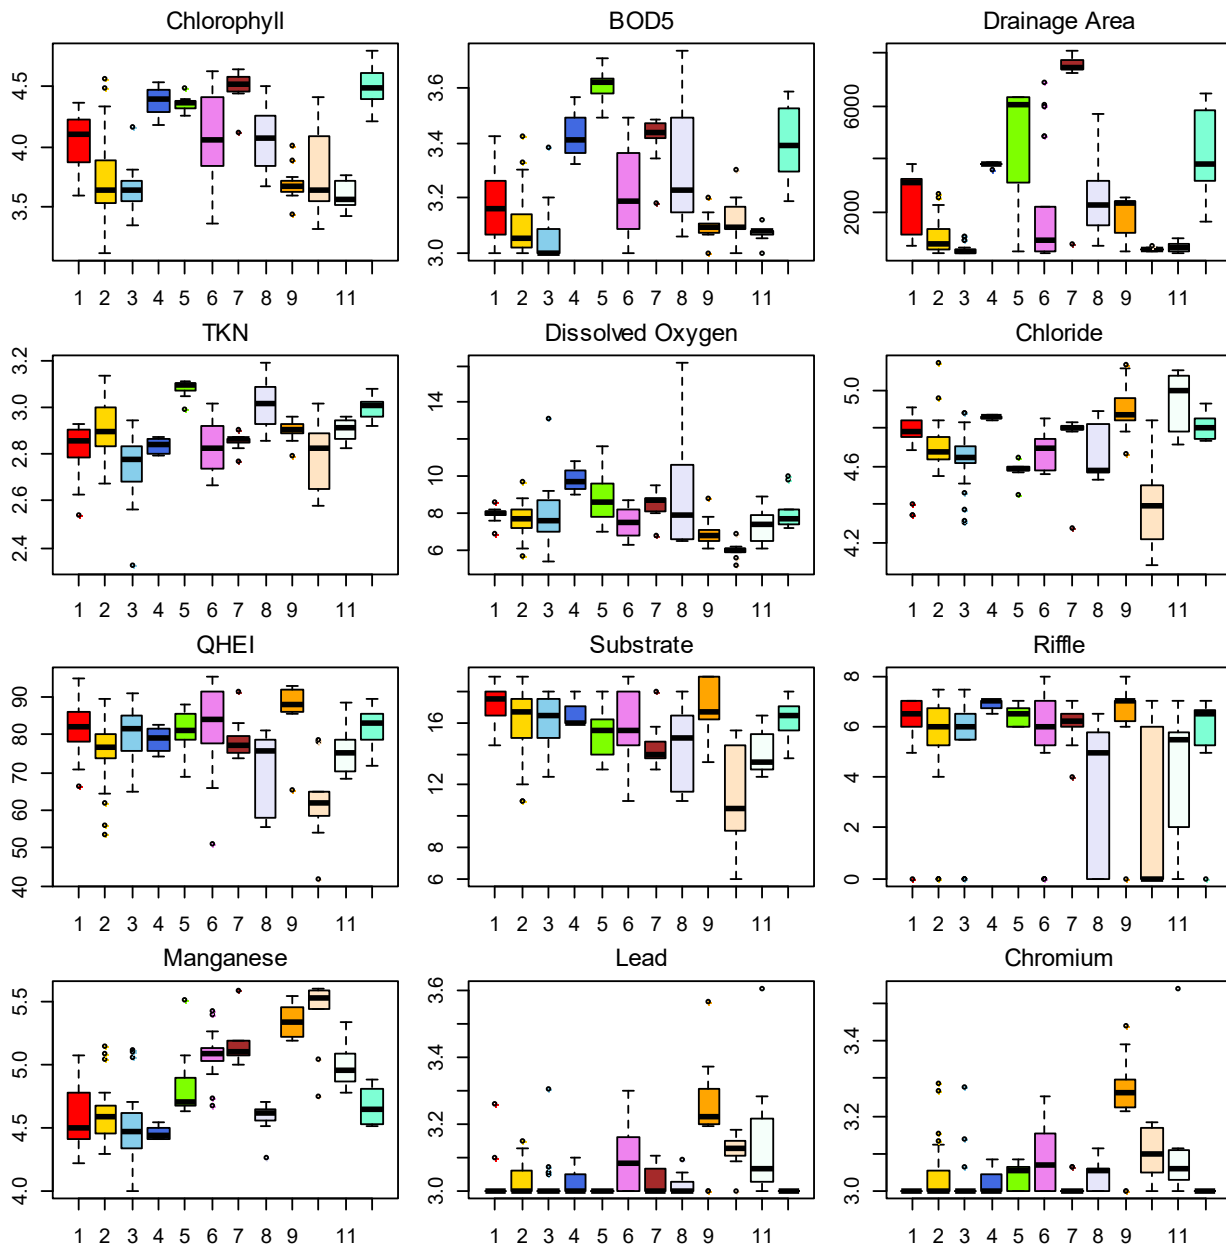 Chlorophyll BOD5 Drainage Area
4.5 3.6 6000
4.0 3.4
3.5 3.2 2000
3.0
1 2 3 4 5 6 7 8 9 11 1 2 3 4 5 6 7 8 9 11 1 2 3 4 5 6 7 8 9 11
TKN Dissolved Oxygen Chloride
3.2 14 5.0
3.0 12
2.8 10 4.6
2.6 8
2.4 6 4.2
1 2 3 4 5 6 7 8 9 11 1 2 3 4 5 6 7 8 9 11 1 2 3 4 5 6 7 8 9 11
QHEI Substrate Riffle
90 8
80 16 6
70
60 12 4
50 8 2
40 6 0
1 2 3 4 5 6 7 8 9 11 1 2 3 4 5 6 7 8 9 11 1 2 3 4 5 6 7 8 9 11
Manganese Lead Chromium
5.5 3.6
5.0 3.4 3.4
4.5 3.2 3.2
4.0 3.0 3.0
1 2 3 4 5 6 7 8 9 11 1 2 3 4 5 6 7 8 9 11 1 2 3 4 5 6 7 8 9 11